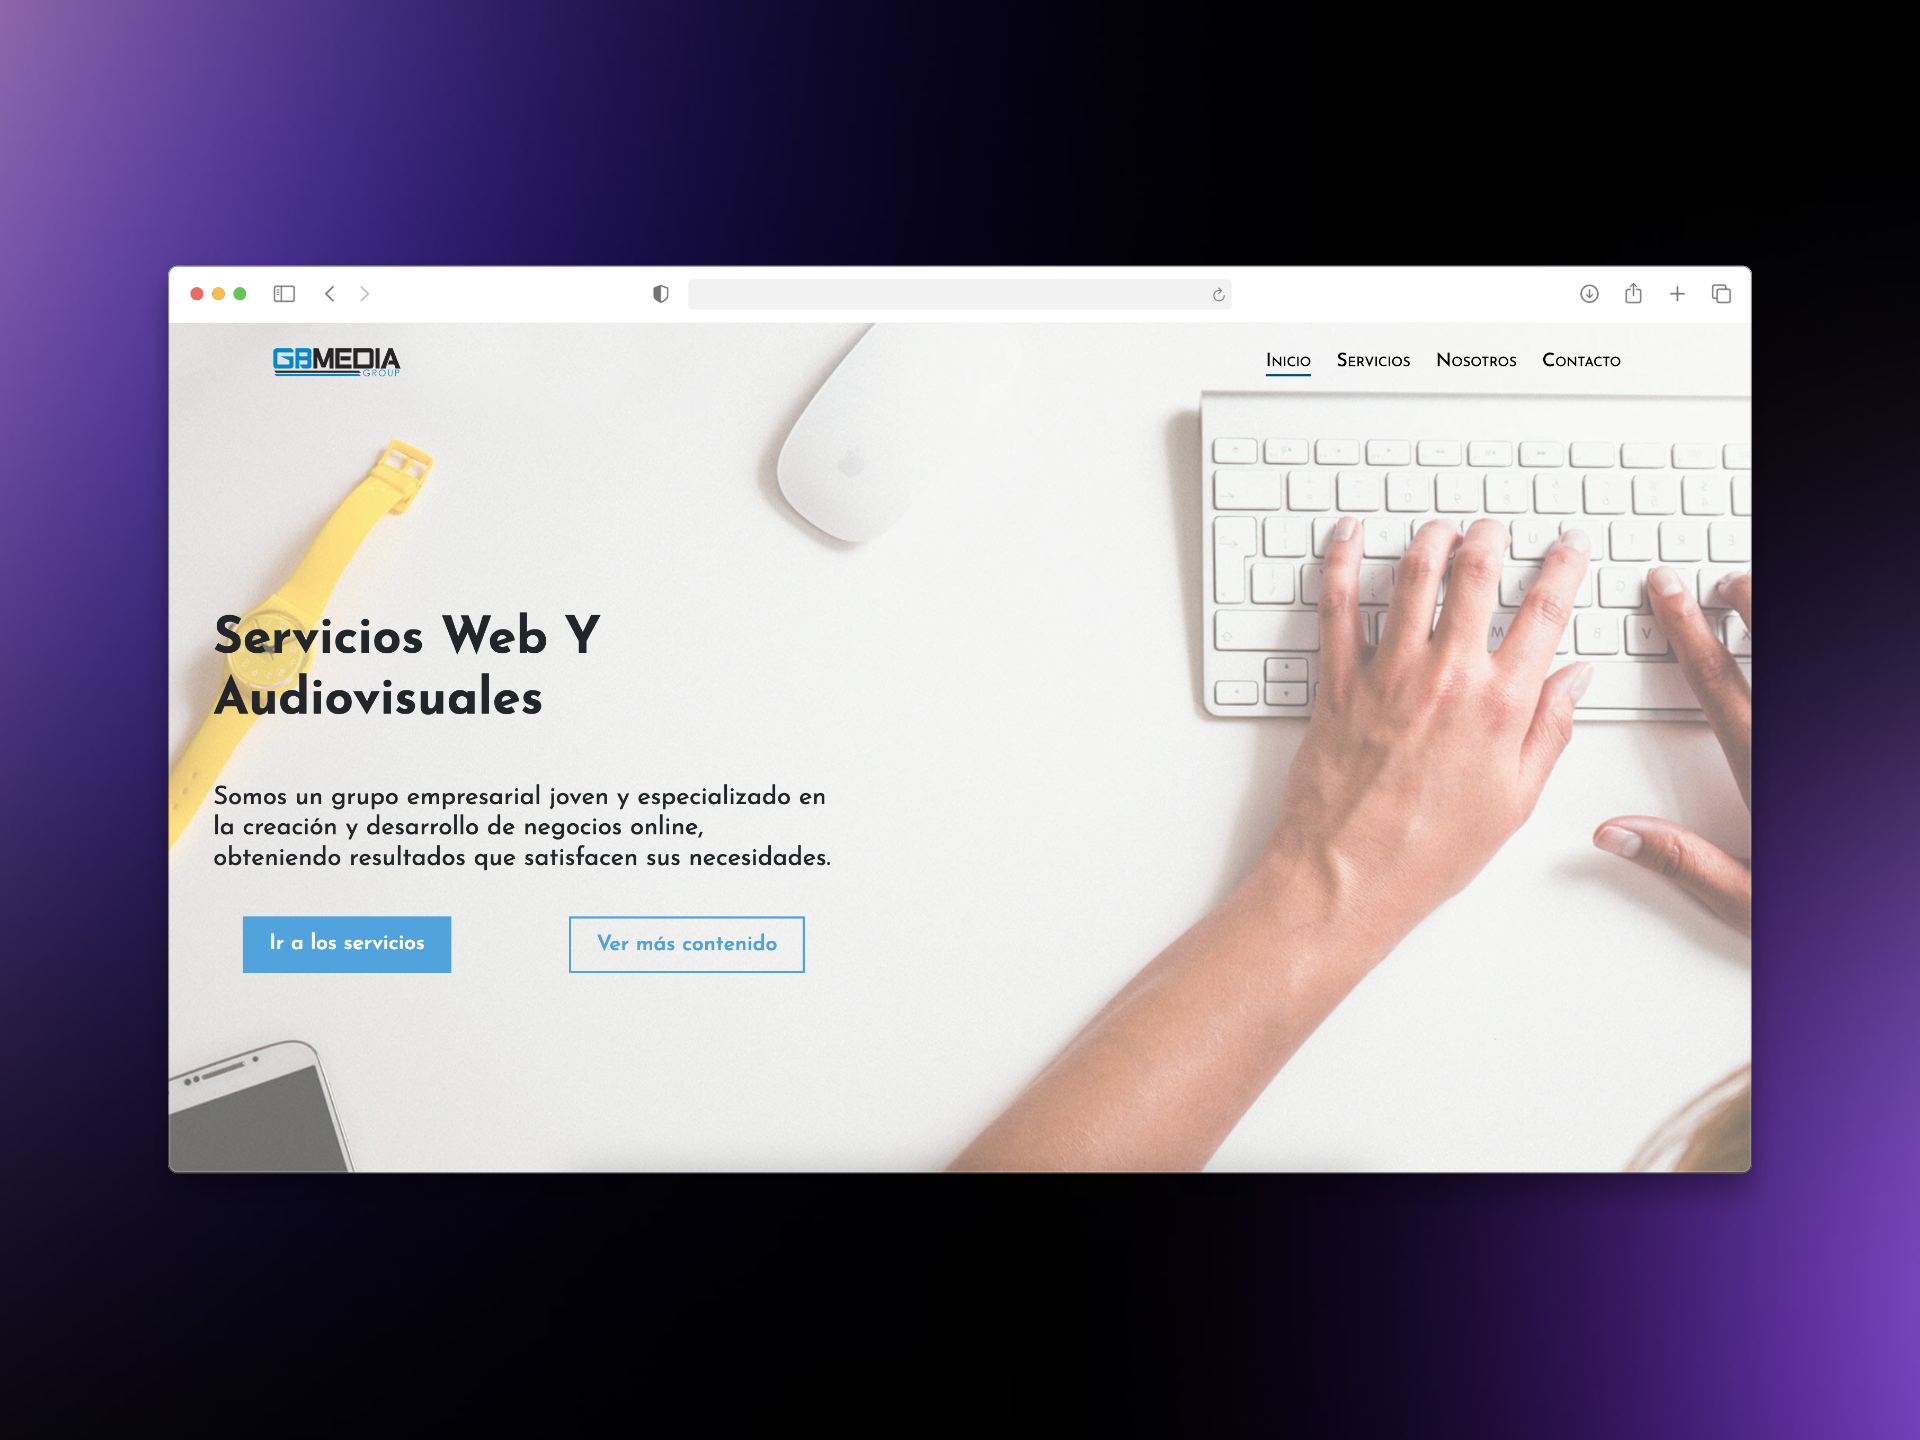 GBMEDIA
GROUP
Inicio Servicios Nosotros Contacto
Servicios Web Y
Audiovisuales
Somos un grupo empresarial joven y especializado en
la creación y desarrollo de negocios online,
obteniendo resultados que satisfacen sus necesidades.
Ir a los servicios Ver más contenido